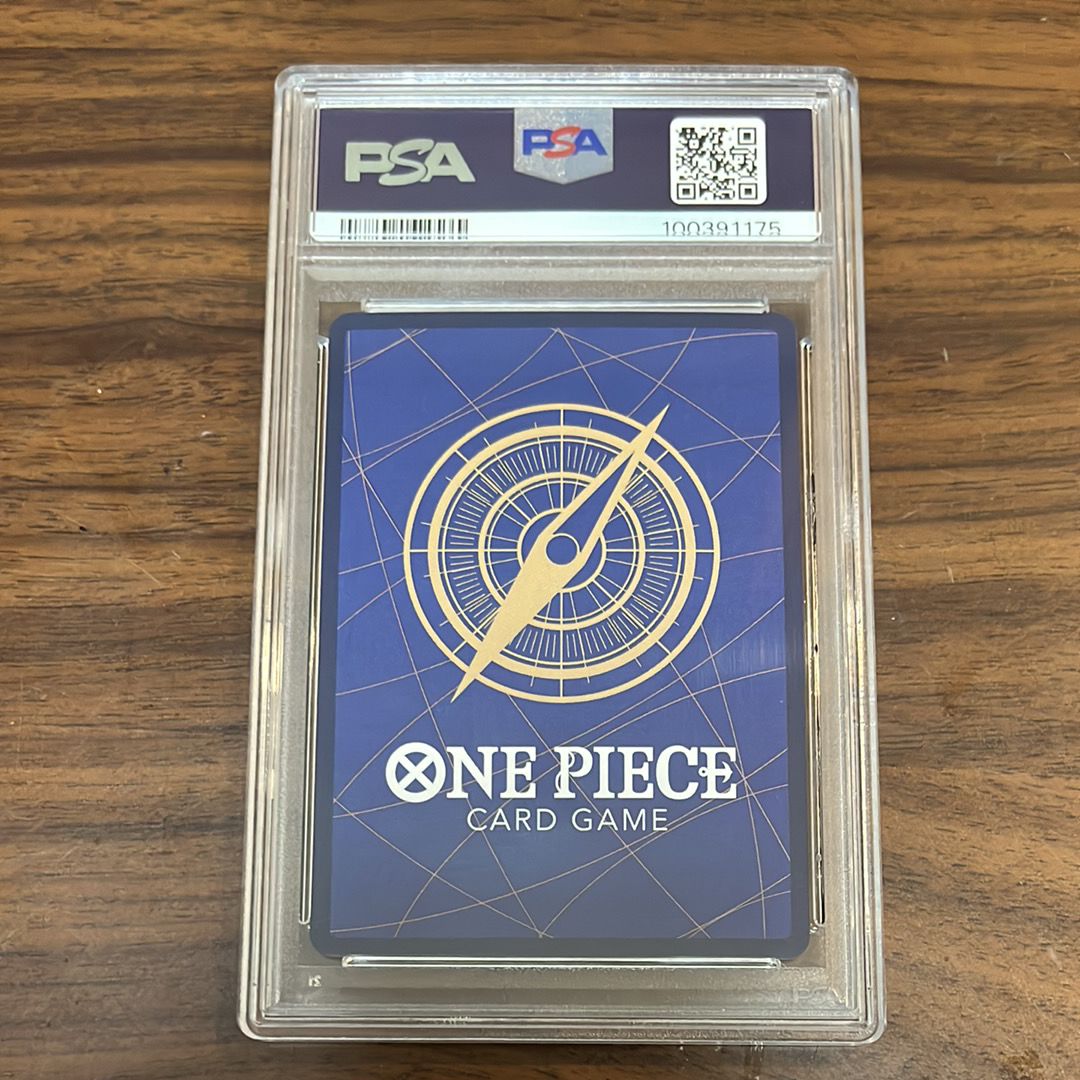 PSA
PSA
100391175
ONE PIECE
CARD GAME